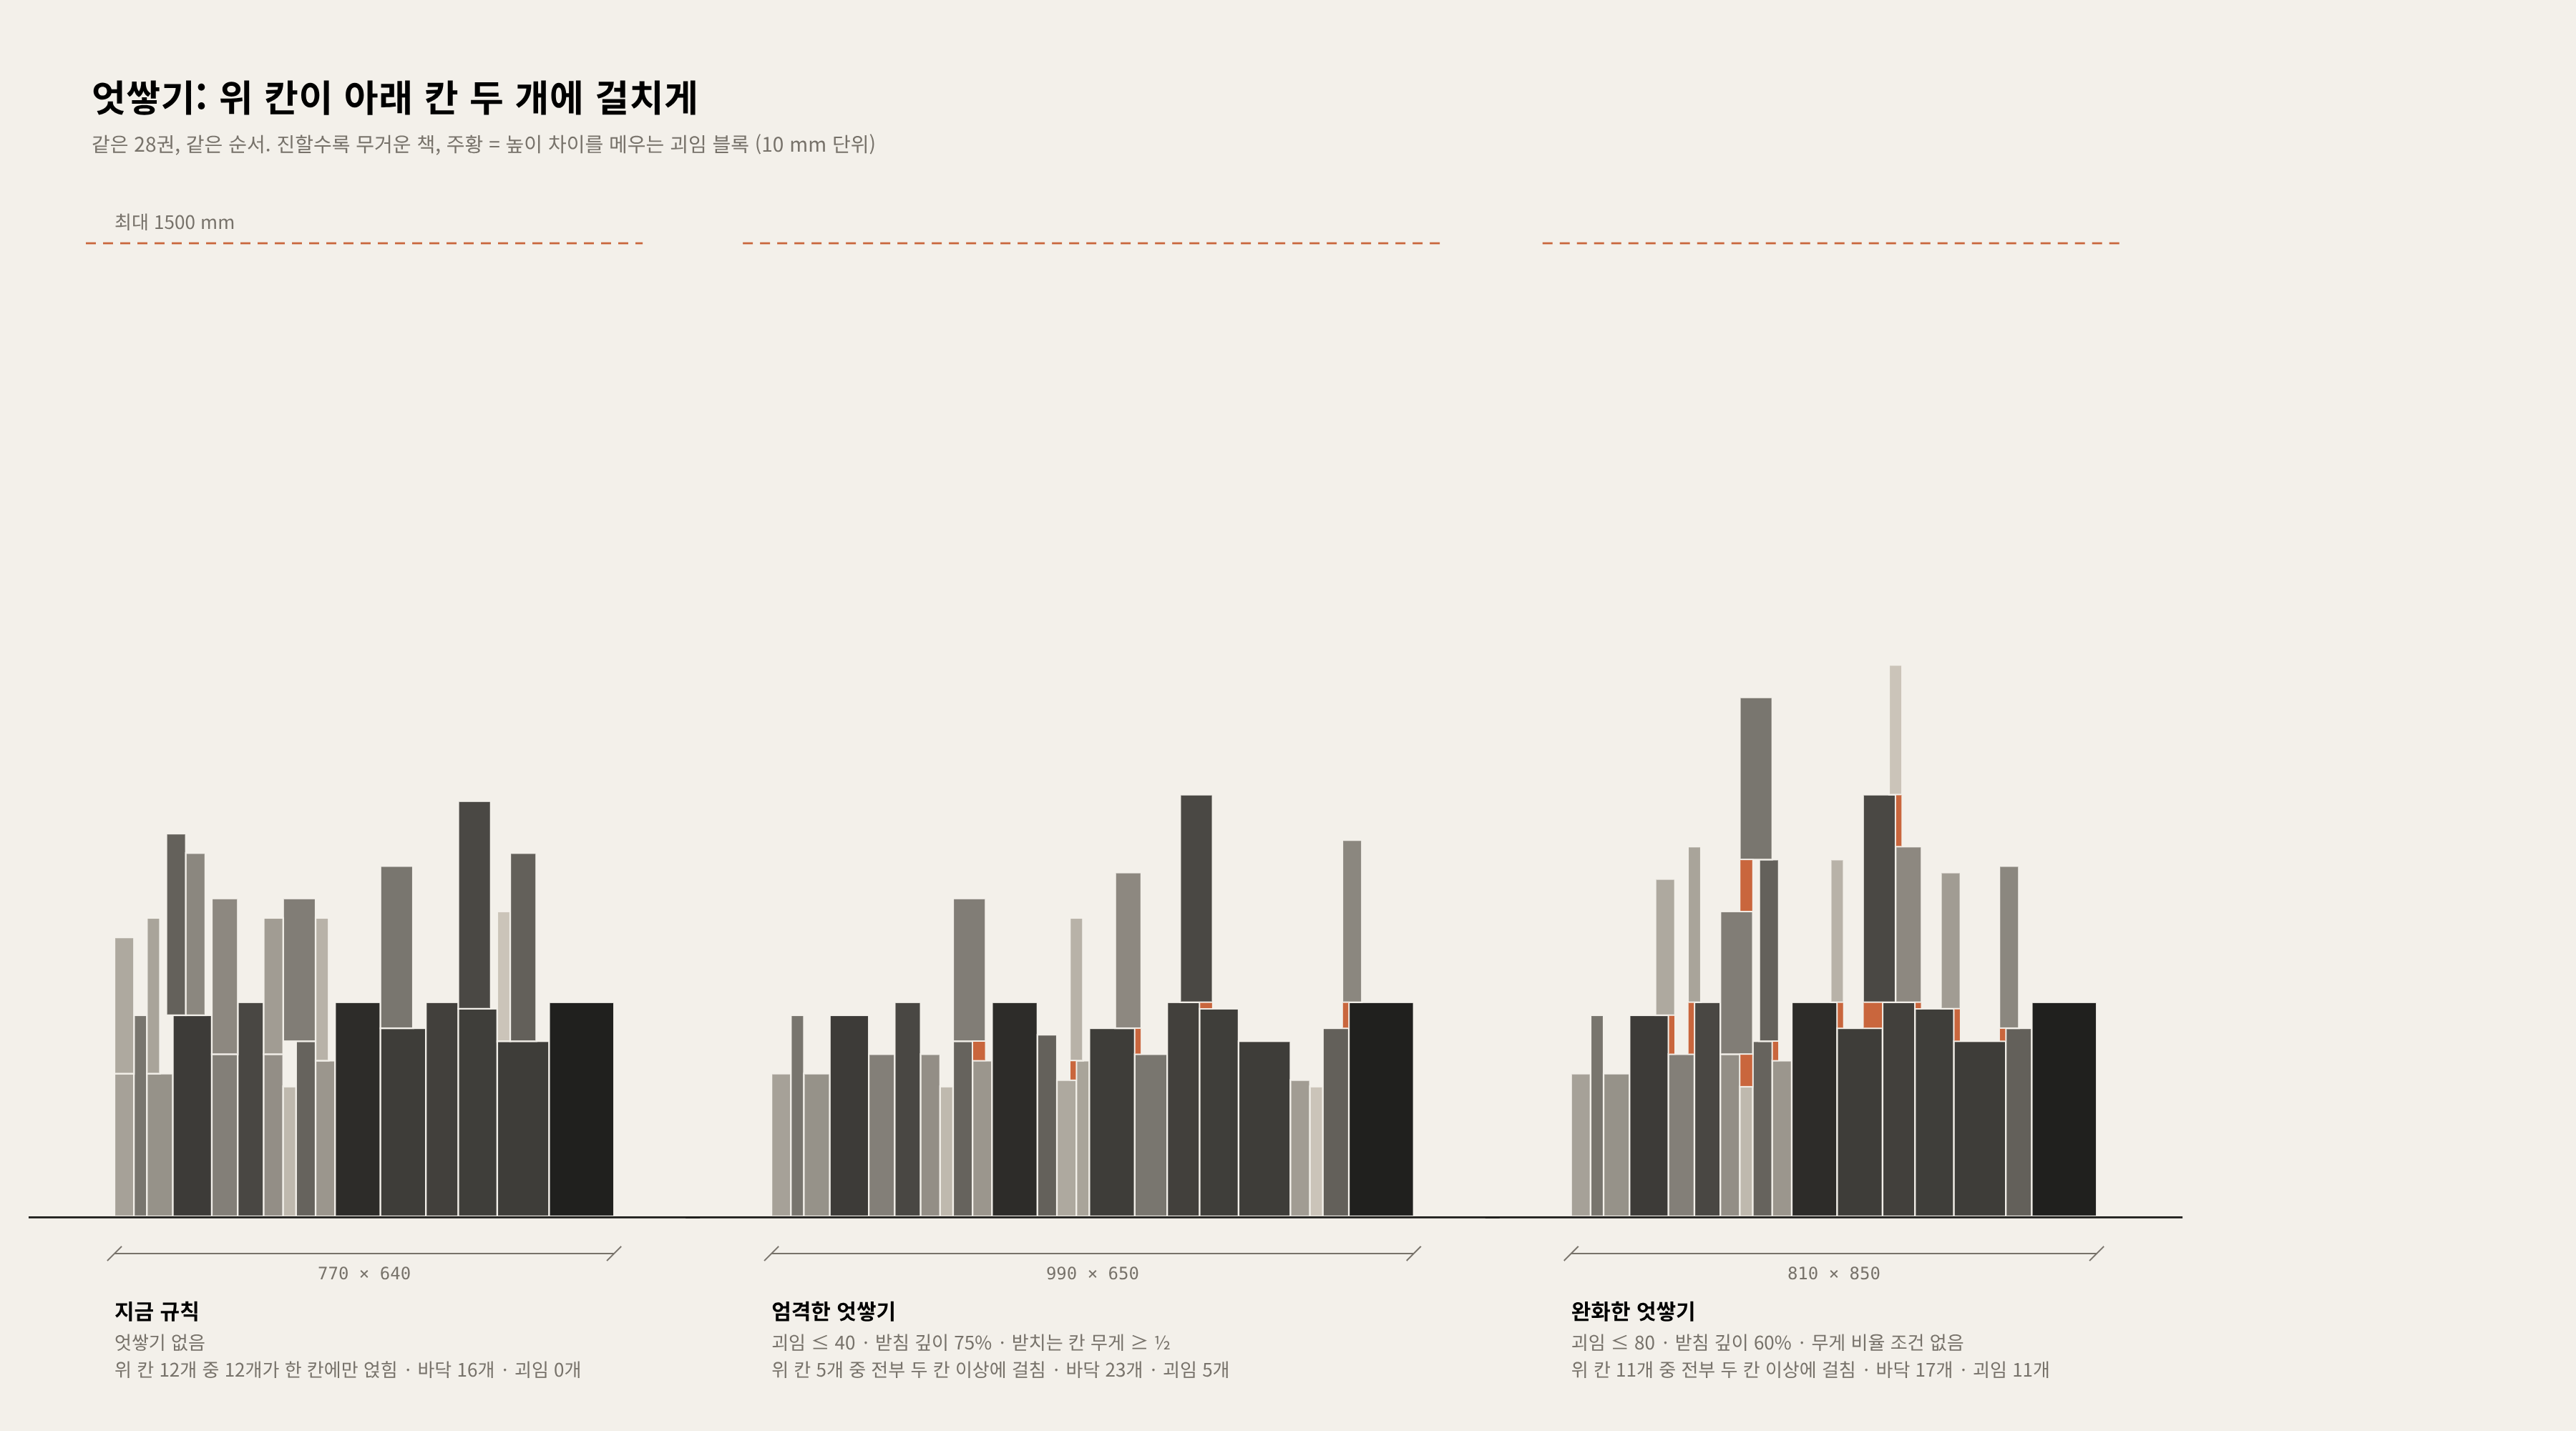 엇쌓기: 위 칸이 아래 칸 두 개에 걸치게
같은 28권, 같은 순서. 진할수록 무거운 책, 주황 = 높이 차이를 메우는 괴임 블록 (10 mm 단위)
최대 1500 mm
770 × 640
지금 규칙
엇쌓기 없음
위 칸 12개 중 12개가 한 칸에만 얹힘 · 바닥 16개 · 괴임 0개
990 × 650
엄격한 엇쌓기
괴임 ≤ 40 · 받침 깊이 75% · 받치는 칸 무게 ≥ ½
위 칸 5개 중 전부 두 칸 이상에 걸침 · 바닥 23개 · 괴임 5개
810 × 850
완화한 엇쌓기
괴임 ≤ 80 · 받침 깊이 60% · 무게 비율 조건 없음
위 칸 11개 중 전부 두 칸 이상에 걸침 · 바닥 17개 · 괴임 11개